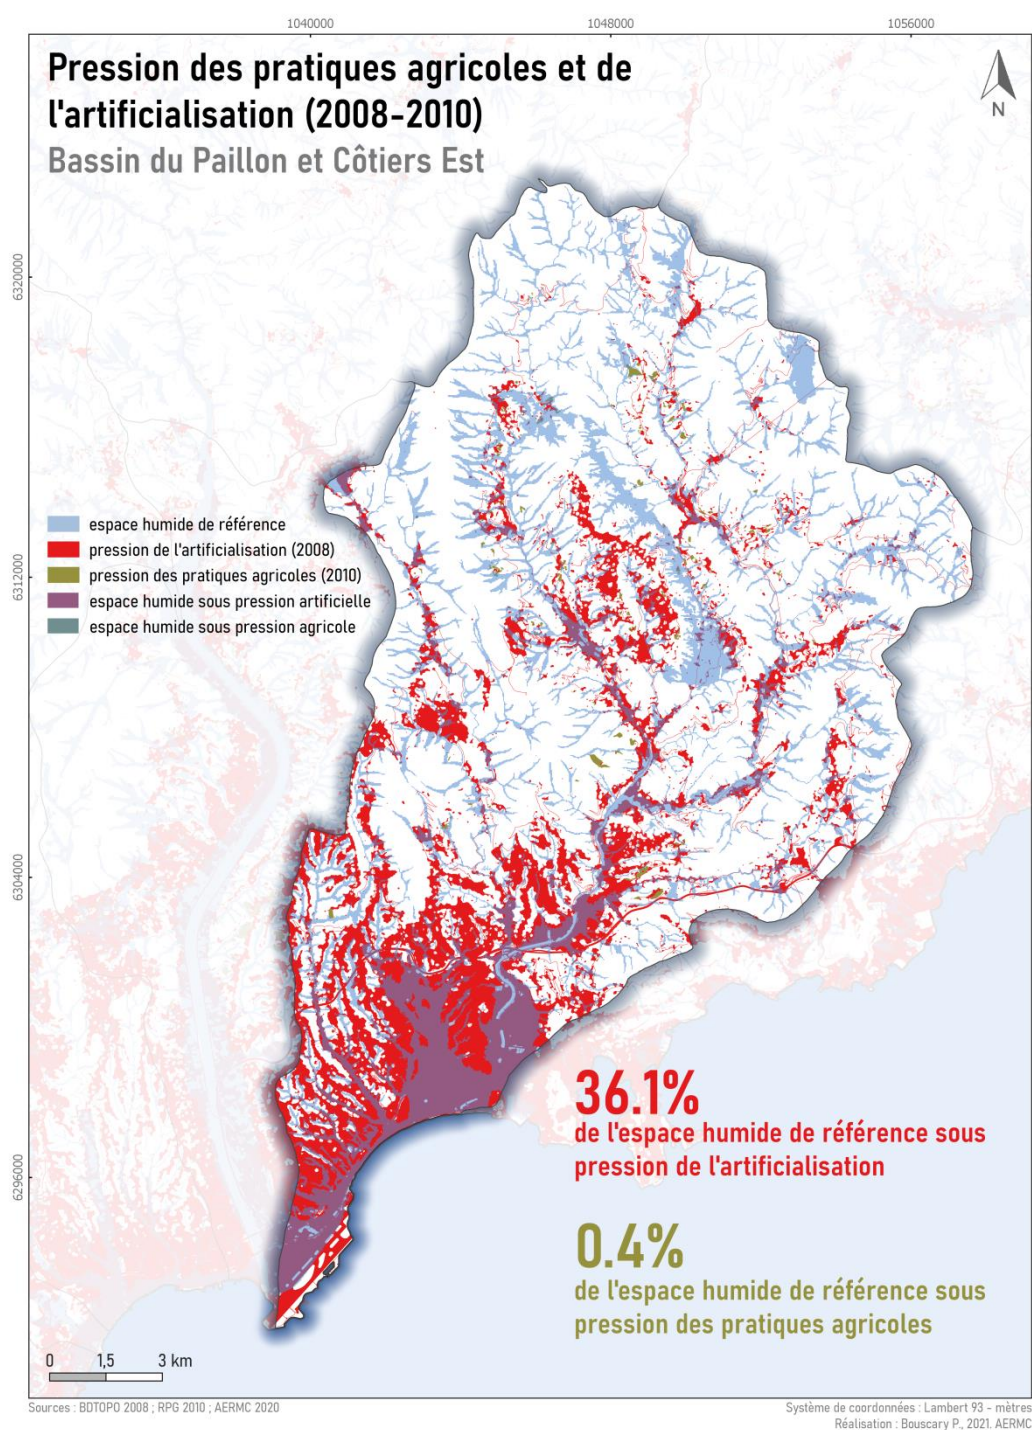 1040000
1048000
1056000
Pression des pratiques agricoles et de
l'artificialisation (2008-2010)
Bassin du Paillon et Côtiers Est
N
6320000
6312000
6304000
6296000
espace humide de référence
pression de l'artificialisation (2008)
pression des pratiques agricoles (2010)
espace humide sous pression artificielle
espace humide sous pression agricole
36.1%
de l'espace humide de référence sous
pression de l'artificialisation
0.4%
de l'espace humide de référence sous
pression des pratiques agricoles
0 1,5 3 km
Sources : BDTOPO 2008 ; RPG 2010 ; AERMC 2020
Système de coordonnées : Lambert 93 - mètres
Réalisation : Bouscary P., 2021. AERMC